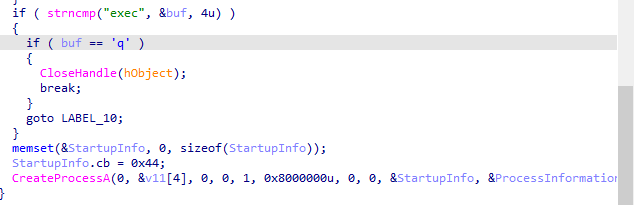 if ( strncmp("exec", &buf, 4u) )
{
if ( buf == 'q' )
{
CloseHandle(hObject);
break;
}
goto LABEL_10;
}
memset(&StartupInfo, 0, sizeof(StartupInfo));
StartupInfo.cb = 0x44;
CreateProcessA(0, &v11[4], 0, 0, 1, 0x8000000u, 0, 0, &StartupInfo, &ProcessInformation
}